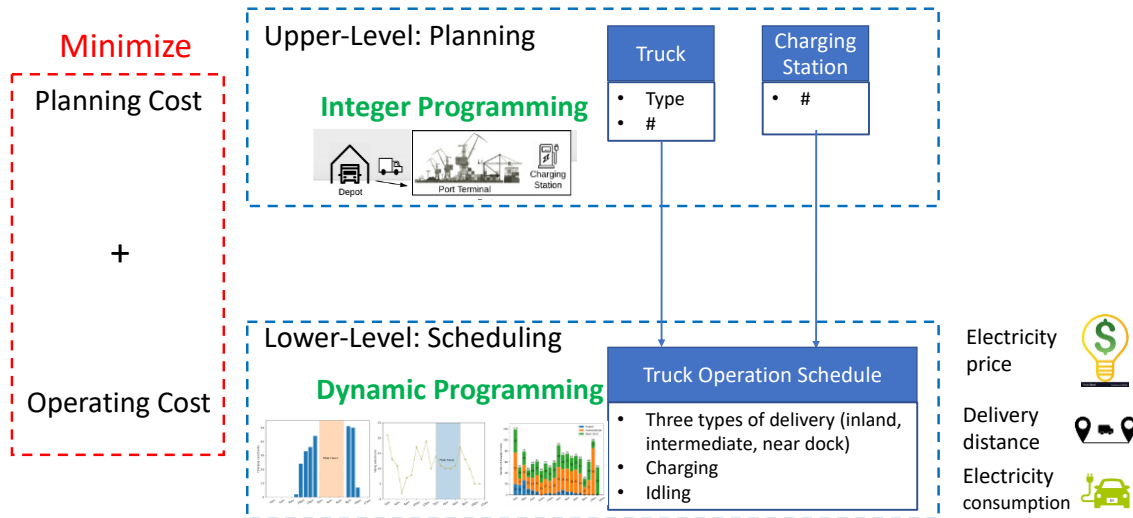 Minimize
Planning Cost
+
Operating Cost
Upper-Level: Planning
Integer Programming
Depot
Port Terminal
Charging
Station
Truck
• Type
• #
Charging
Station
• #
Lower-Level: Scheduling
Dynamic Programming
Truck Operation Schedule
• Three types of delivery (inland,
intermediate, near dock)
• Charging
• Idling
Electricity
price
Delivery
distance
Electricity
consumption